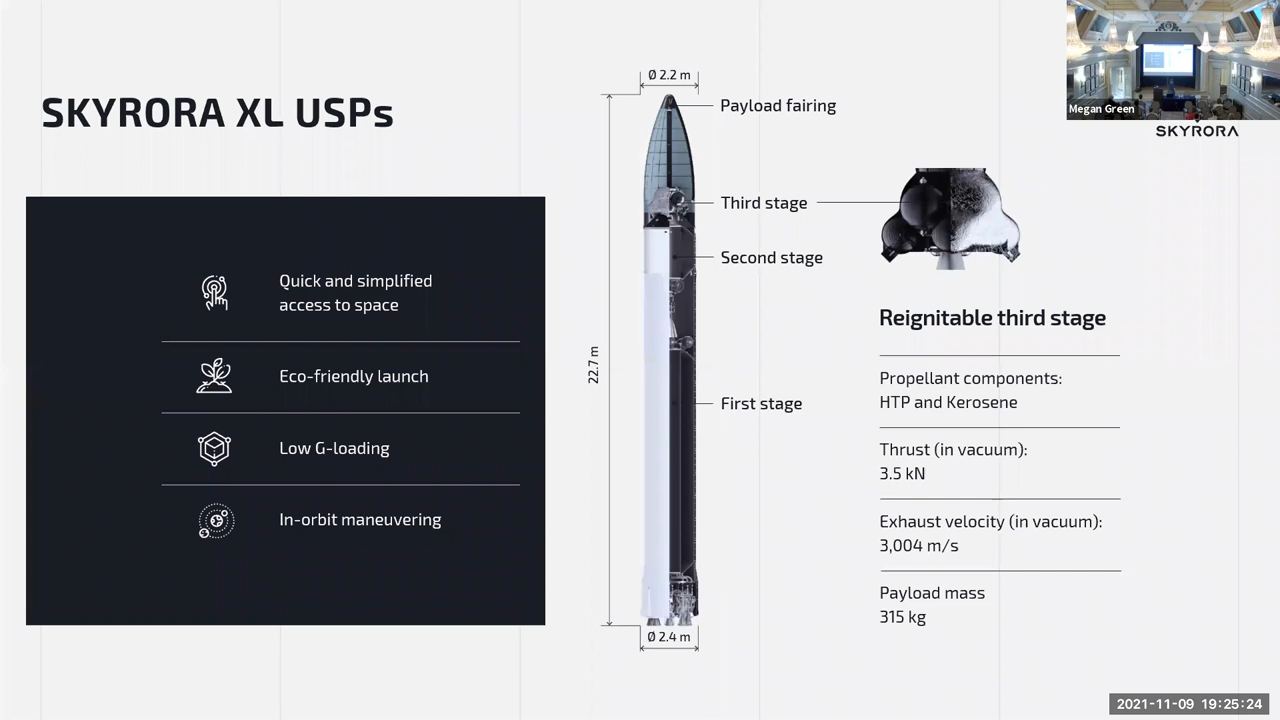 SKYRORA XL USPs
Quick and simplified
access to space
Eco-friendly launch
Low G-loading
In-orbit maneuvering
Ø 2.2 m
22.7 m
Ø 2.4 m
Payload fairing
Third stage
Second stage
First stage
Megan Green
SKYRORA
Reignitable third stage
Propellant components:
HTP and Kerosene
Thrust (in vacuum):
3.5 kN
Exhaust velocity (in vacuum):
3,004 m/s
Payload mass
315 kg
2021-11-09 19:25:24